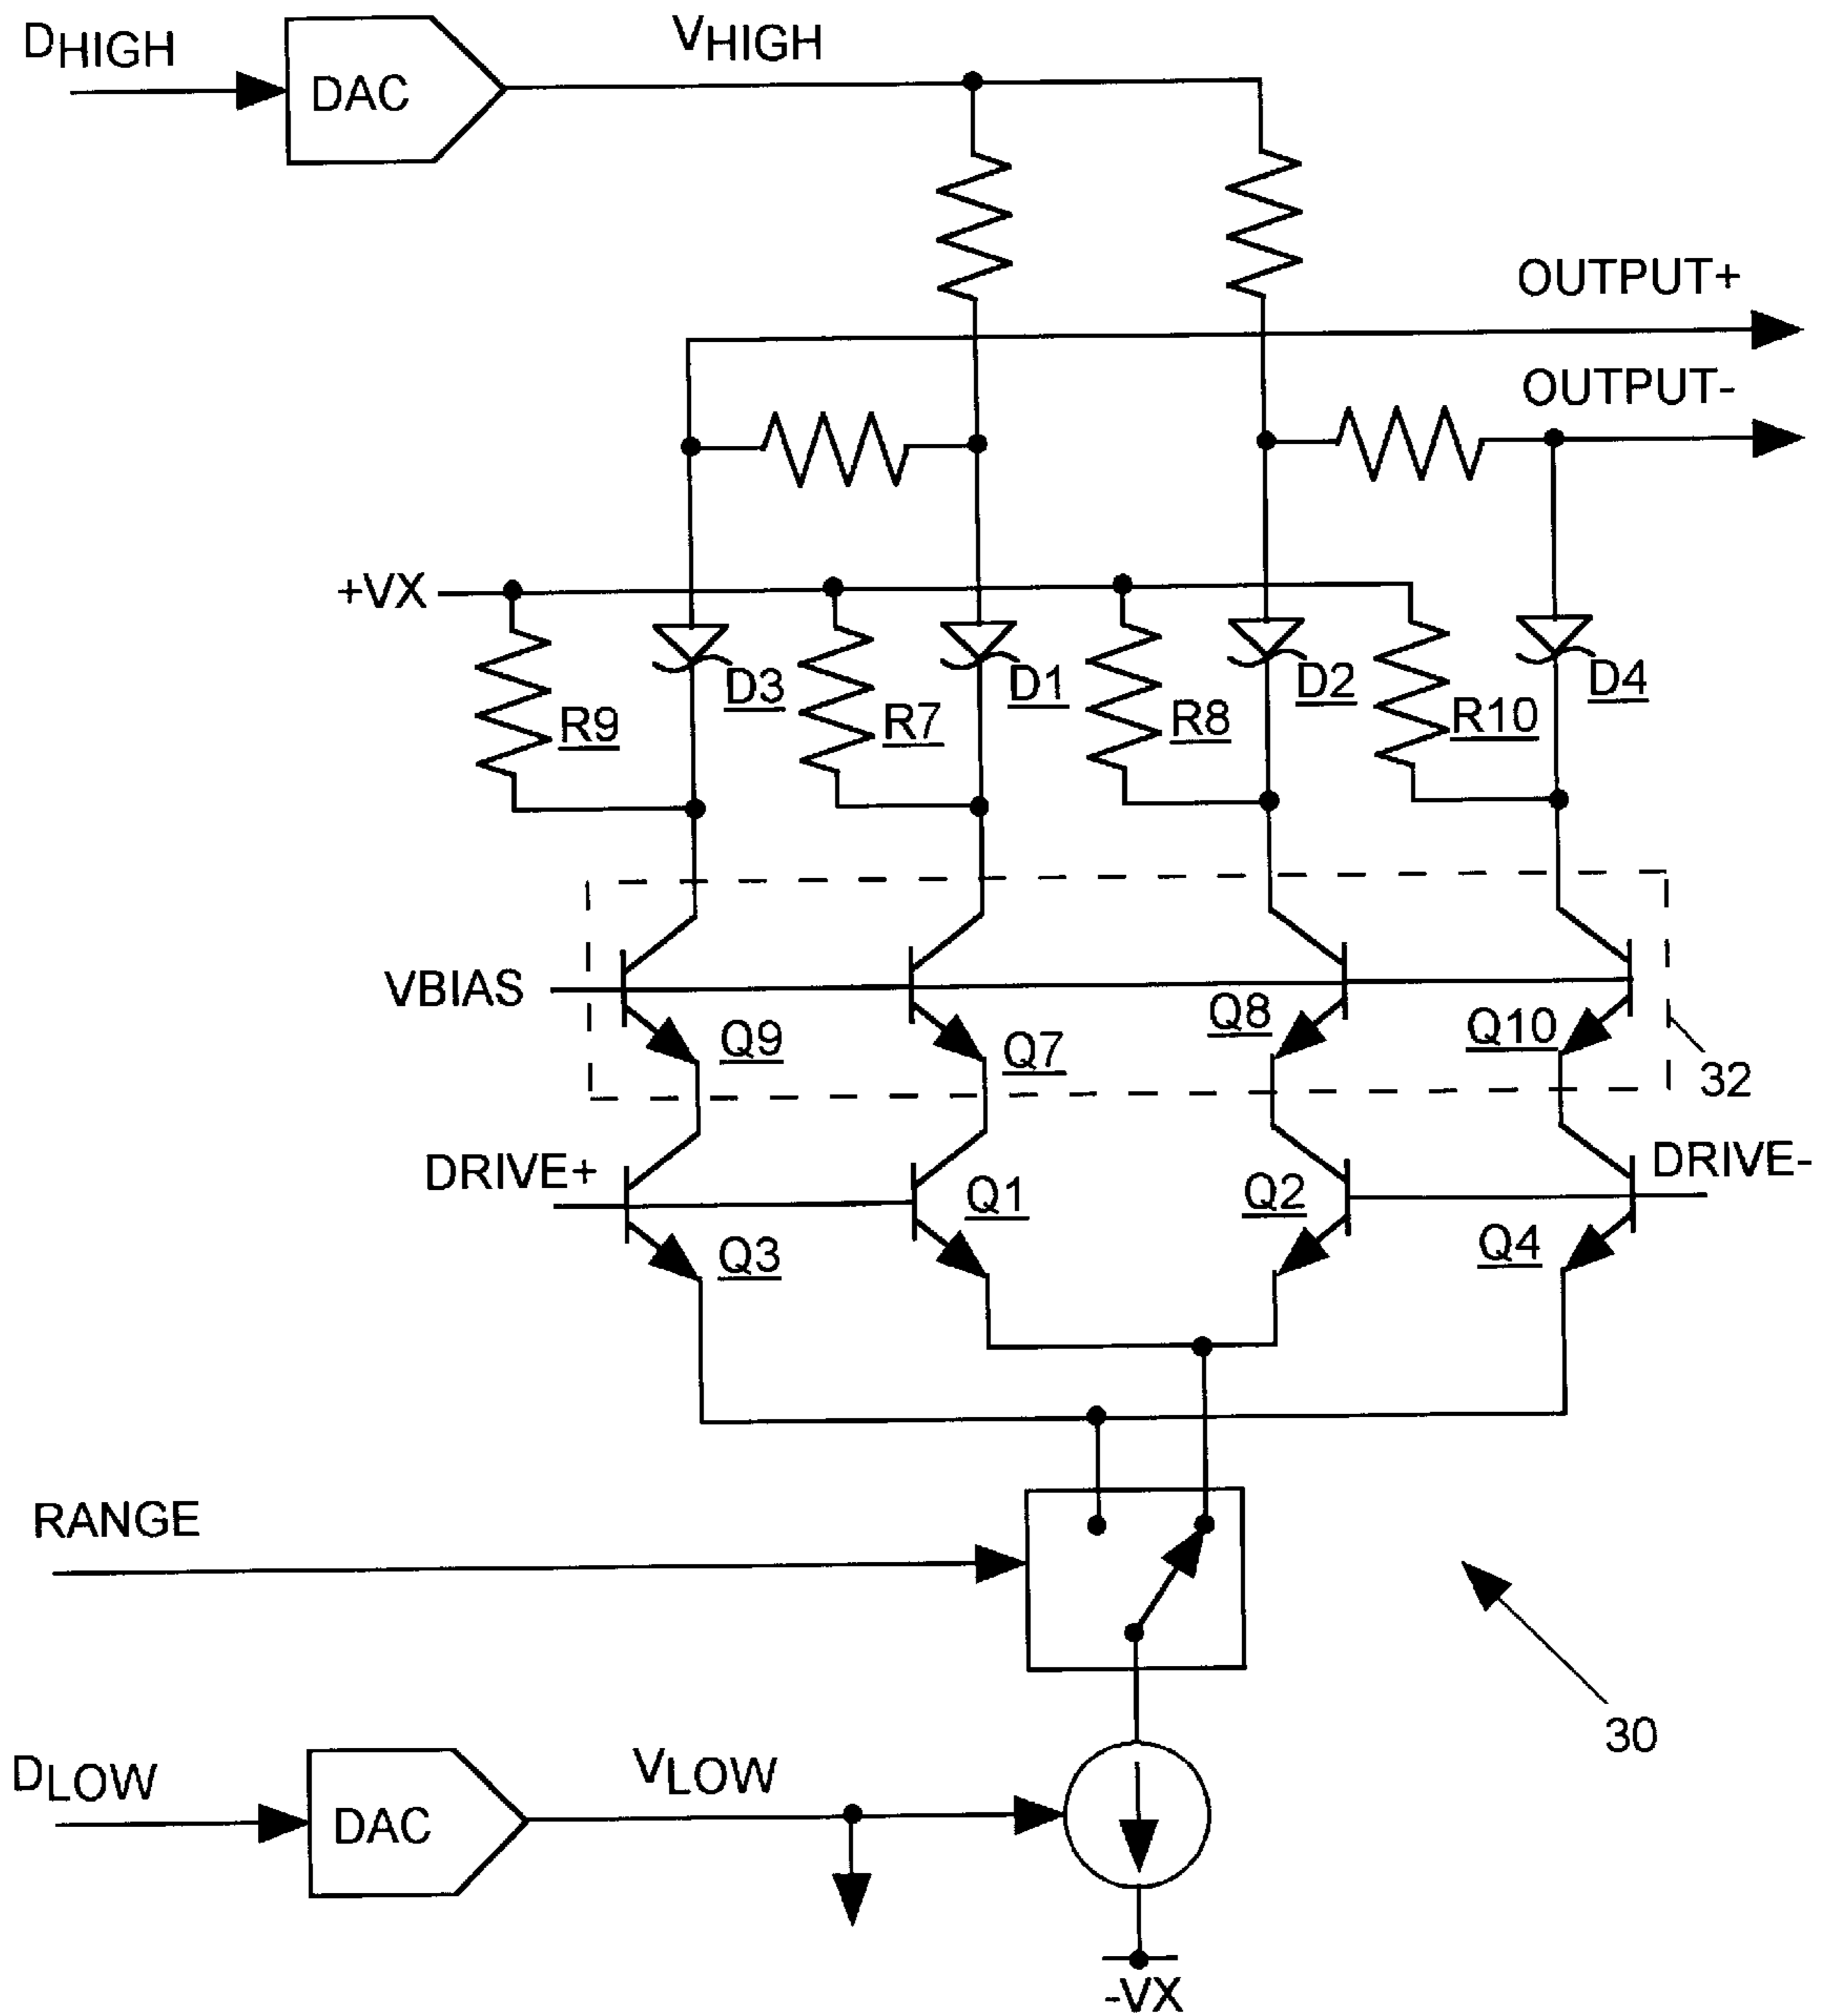 DHIGH
DAC
VHIGH
OUTPUT+
OUTPUT-
+VX
R9
D3
R7
D1
R8
D2
R10
D4
VBIAS
Q9
Q7
Q8
Q10
32
DRIVE+
Q3
Q1
Q2
Q4
DRIVE-
RANGE
30
DLOW
DAC
VLOW
-VX